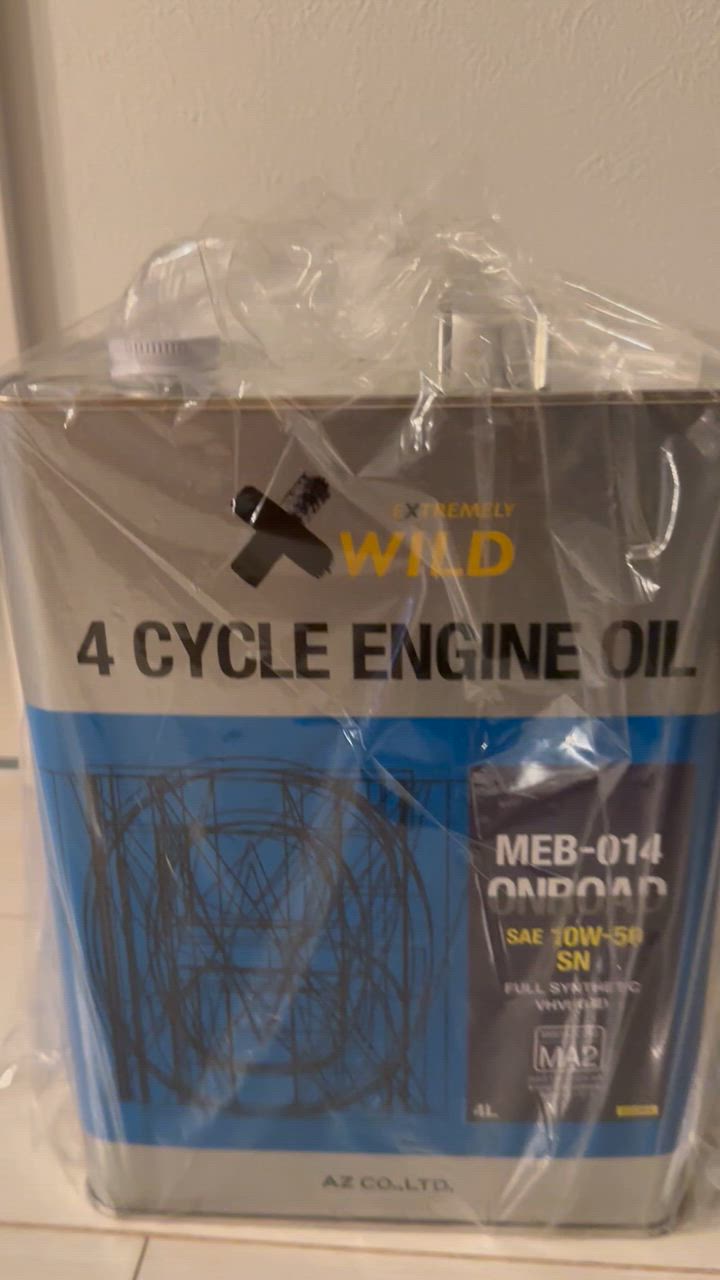 EXTREMELY
WILD
4 CYCLE ENGINE OIL
MEB-014
ONROAD
SAE 10W-50
SN
FULL SYNTHETIC
MA2
4L
AZ CO.,LTD.